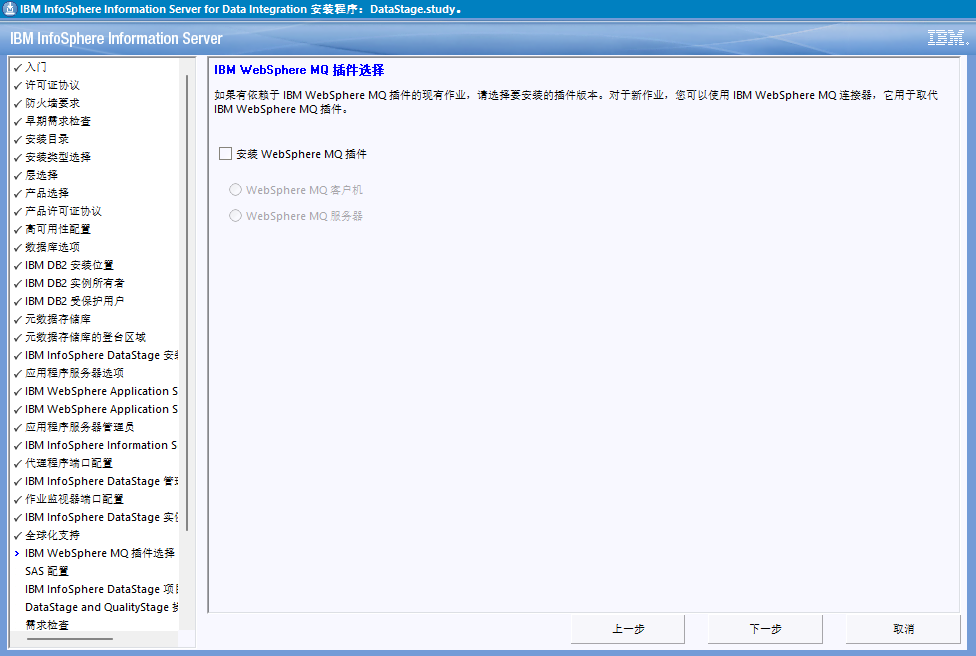 IBM InfoSphere Information Server for Data Integration 安装程序：DataStage.study。
IBM InfoSphere Information Server
IBM
入门
许可证协议
防火墙要求
早期需求检查
安装目录
安装类型选择
层选择
产品选择
产品许可证协议
高可用性配置
数据库选项
IBM DB2 安装位置
IBM DB2 实例所有者
IBM DB2 受保护用户
元数据存储库
元数据存储库的登台区域
IBM InfoSphere DataStage 安装
应用程序服务器选项
IBM WebSphere Application S
IBM WebSphere Application S
应用程序服务器管理员
IBM InfoSphere Information S
代理程序端口配置
IBM InfoSphere DataStage 管理
作业监视器端口配置
IBM InfoSphere DataStage 实例
全球化支持
IBM WebSphere MQ 插件选择
SAS 配置
IBM InfoSphere DataStage 项目
DataStage and QualityStage
需求检查
IBM WebSphere MQ 插件选择
如果有依赖于 IBM WebSphere MQ 插件的现有作业，请选择要安装的插件版本。对于新作业，您可以使用 IBM WebSphere MQ 连接器，它用于取代
IBM WebSphere MQ 插件。
安装 WebSphere MQ 插件
WebSphere MQ 客户机
WebSphere MQ 服务器
上一步
下一步
取消